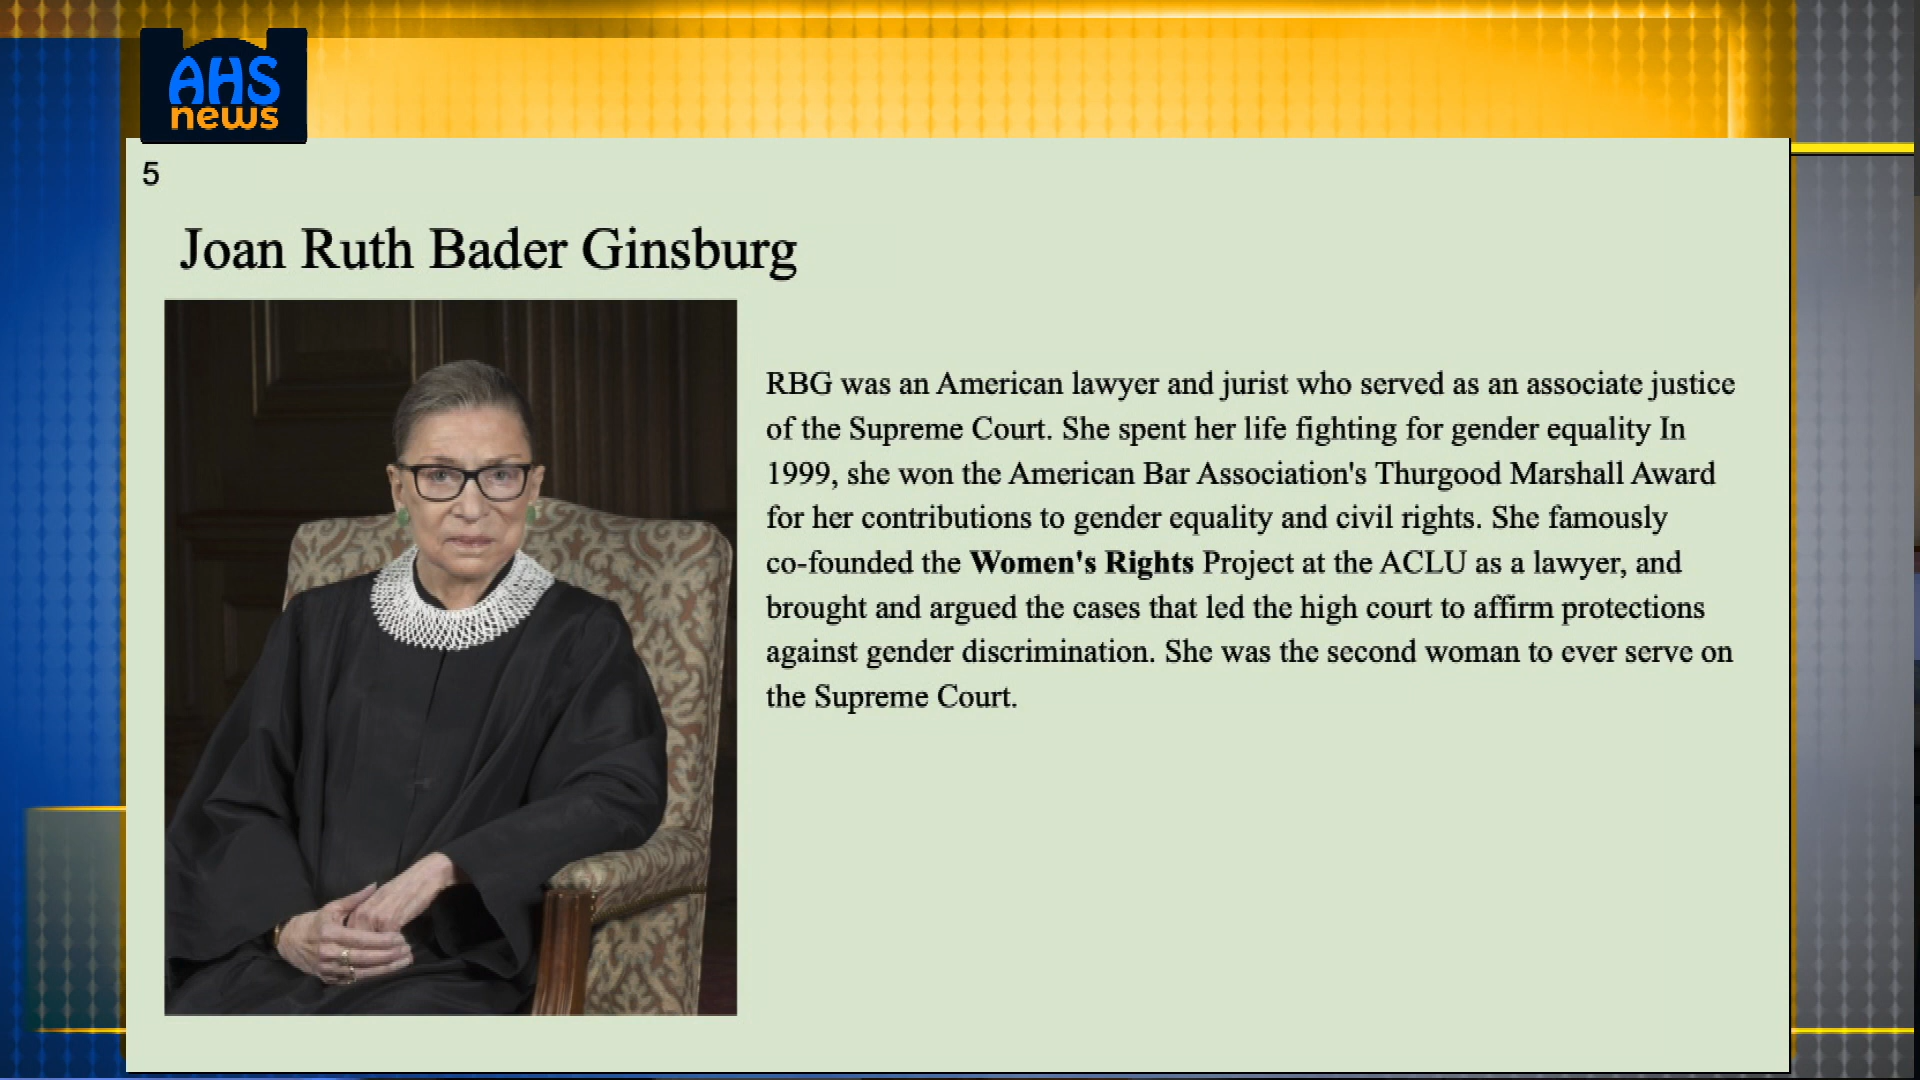 AHS
news
5
Joan Ruth Bader Ginsburg
RBG was an American lawyer and jurist who served as an associate justice
of the Supreme Court. She spent her life fighting for gender equality In
1999, she won the American Bar Association's Thurgood Marshall Award
for her contributions to gender equality and civil rights. She famously
co-founded the Women's Rights Project at the ACLU as a lawyer, and
brought and argued the cases that led the high court to affirm protections
against gender discrimination. She was the second woman to ever serve on
the Supreme Court.